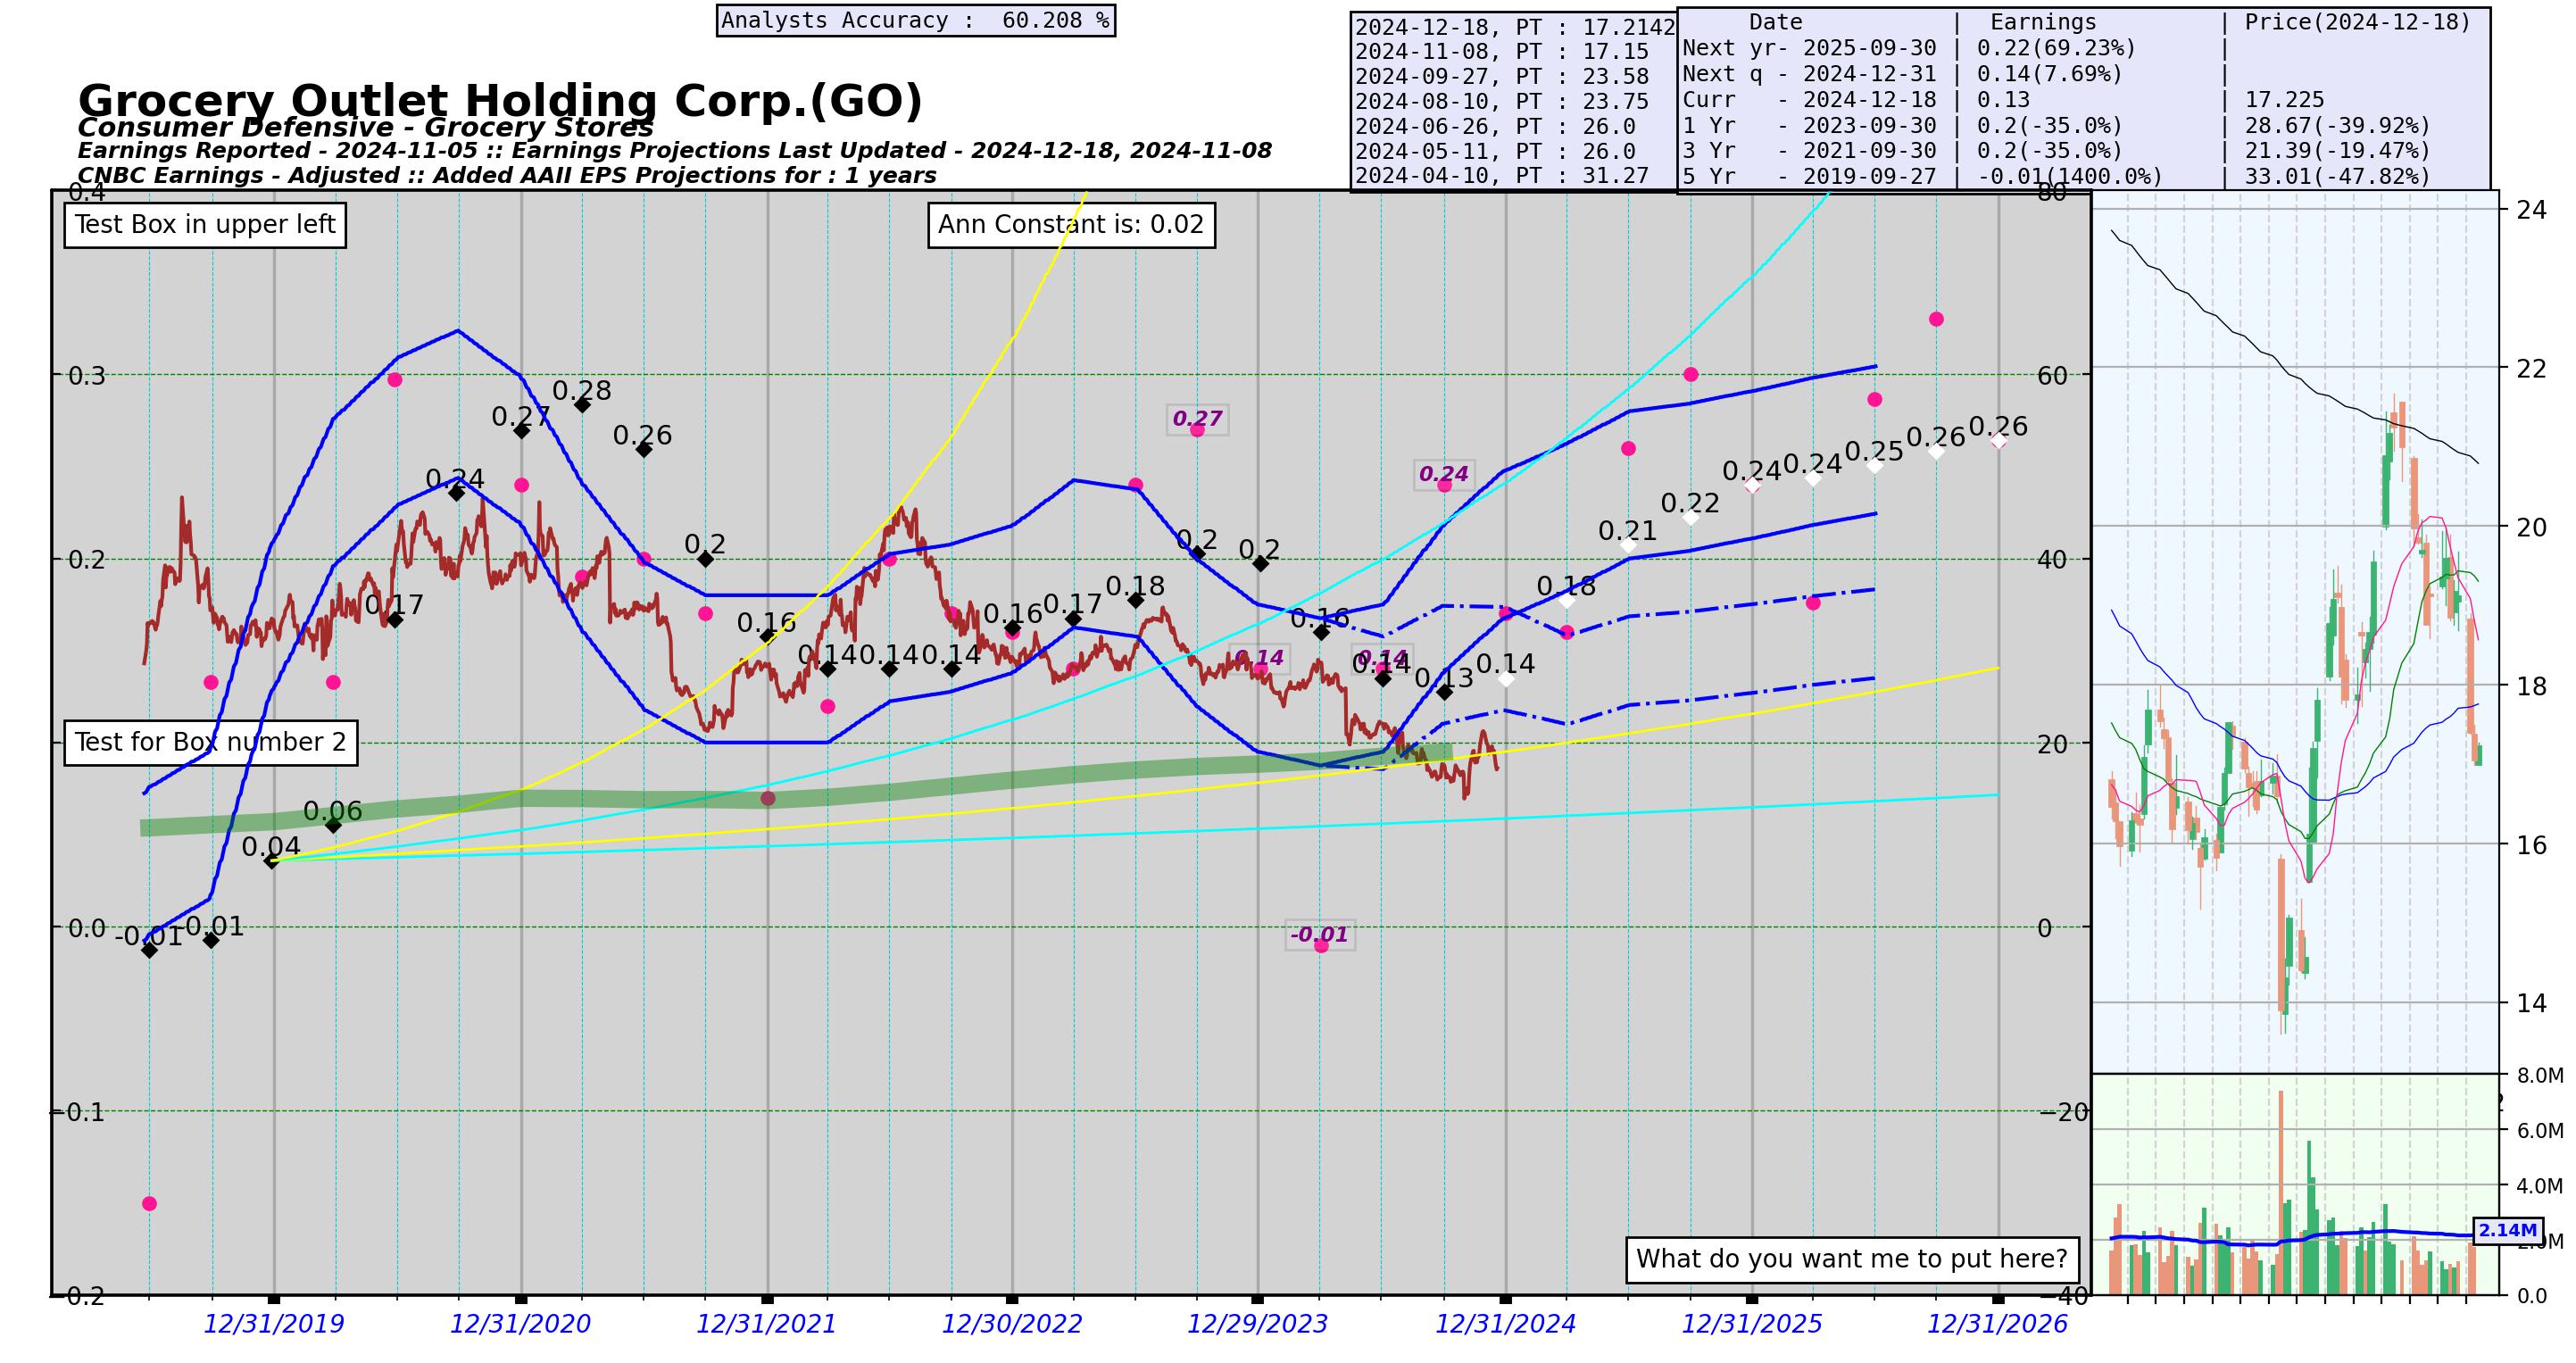 Analysts Accuracy :  60.208 %
2024-12-18, PT : 17.2142
2024-11-08, PT : 17.15
2024-09-27, PT : 23.58
2024-08-10, PT : 23.75
2024-06-26, PT : 26.0
2024-05-11, PT : 26.0
2024-04-10, PT : 31.27
Date | Earnings | Price(2024-12-18)
Next yr- 2025-09-30 | 0.22(69.23%) |
Next q - 2024-12-31 | 0.14(7.69%) |
Curr - 2024-12-18 | 0.13 | 17.225
1 Yr - 2023-09-30 | 0.2(-35.0%) | 28.67(-39.92%)
3 Yr - 2021-09-30 | 0.2(-35.0%) | 21.39(-19.47%)
5 Yr - 2019-09-27 | -0.01(1400.0%) | 33.01(-47.82%)
Grocery Outlet Holding Corp.(GO)
Consumer Defensive - Grocery Stores
Earnings Reported - 2024-11-05 :: Earnings Projections Last Updated - 2024-12-18, 2024-11-08
CNBC Earnings - Adjusted :: Added AAII EPS Projections for : 1 years
Test Box in upper left
Ann Constant is: 0.02
Test for Box number 2
What do you want me to put here?
0.4
0.3
0.2
0.0
−0.1
−0.2
-0.01
-0.01
0.04
0.06
0.17
0.24
0.27
0.28
0.26
0.2
0.16
0.14
0.14
0.14
0.16
0.17
0.18
0.2
0.2
0.16
0.14
0.13
0.14
0.18
0.21
0.22
0.24
0.24
0.25
0.26
0.26
0.27
0.14
-0.01
0.14
0.24
80
60
40
20
0
−20
−40
24
22
20
18
16
14
8.0M
6.0M
4.0M
2.14M
0.0
12/31/2019
12/31/2020
12/31/2021
12/30/2022
12/29/2023
12/31/2024
12/31/2025
12/31/2026